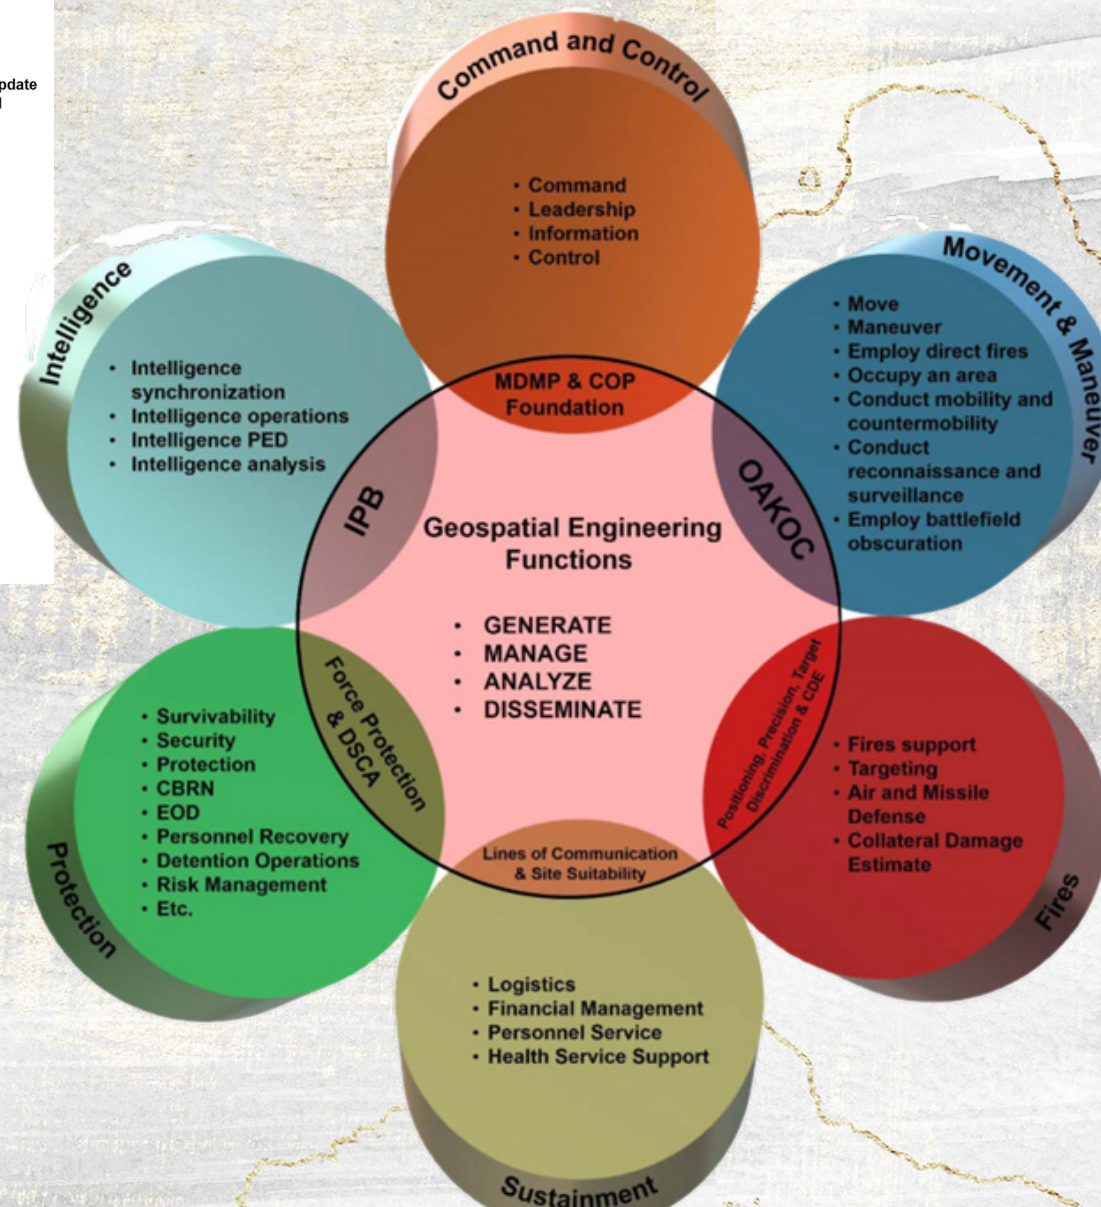 pdate
Command and Control
• Command
• Leadership
• Information
• Control
MDMP & COP
Foundation
Movement & Maneuver
• Move
• Maneuver
• Employ direct fires
• Occupy an area
• Conduct mobility and
countermobility
• Conduct
reconnaissance and
surveillance
• Employ battlefield
obscuration
OAKOC
Intelligence
• Intelligence
synchronization
• Intelligence operations
• Intelligence PED
• Intelligence analysis
IPB
Geospatial Engineering
Functions
• GENERATE
• MANAGE
• ANALYZE
• DISSEMINATE
Protection
• Survivability
• Security
• Protection
• CBRN
• EOD
• Personnel Recovery
• Detention Operations
• Risk Management
• Etc.
Force Protection
& DSCA
Positioning, Precision, Target
Discrimination & CDE
• Fires support
• Targeting
• Air and Missile
Defense
• Collateral Damage
Estimate
Fires
Lines of Communication
& Site Suitability
• Logistics
• Financial Management
• Personnel Service
• Health Service Support
Sustainment